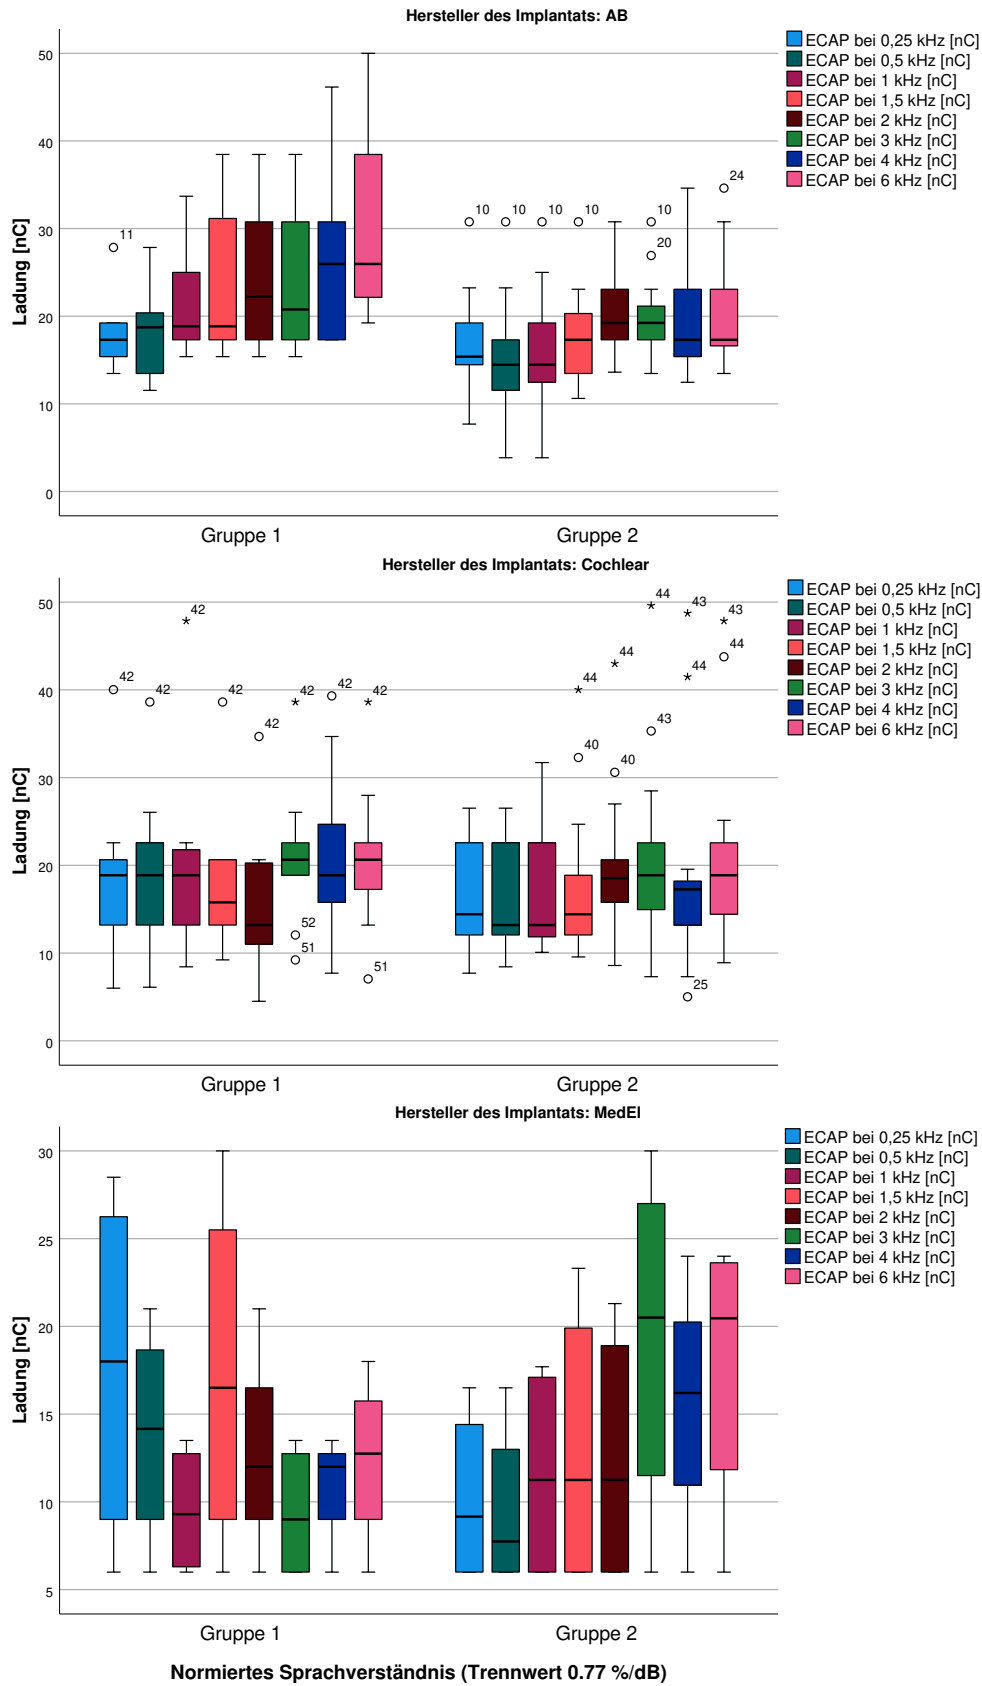 Hersteller des Implantats: AB
50
40
30
20
10
0
Ladung [nC]
11
10
10
10
10
10
20
24
ECAP bei 0,25 kHz [nC]
ECAP bei 0,5 kHz [nC]
ECAP bei 1 kHz [nC]
ECAP bei 1,5 kHz [nC]
ECAP bei 2 kHz [nC]
ECAP bei 3 kHz [nC]
ECAP bei 4 kHz [nC]
ECAP bei 6 kHz [nC]
Gruppe 1
Gruppe 2
Hersteller des Implantats: Cochlear
50
40
30
20
10
0
Ladung [nC]
42
42
42
42
42
42
52
51
42
42
51
44
40
44
40
44
43
43
44
25
43
44
ECAP bei 0,25 kHz [nC]
ECAP bei 0,5 kHz [nC]
ECAP bei 1 kHz [nC]
ECAP bei 1,5 kHz [nC]
ECAP bei 2 kHz [nC]
ECAP bei 3 kHz [nC]
ECAP bei 4 kHz [nC]
ECAP bei 6 kHz [nC]
Gruppe 1
Gruppe 2
Hersteller des Implantats: MedEl
30
25
20
15
10
5
Ladung [nC]
ECAP bei 0,25 kHz [nC]
ECAP bei 0,5 kHz [nC]
ECAP bei 1 kHz [nC]
ECAP bei 1,5 kHz [nC]
ECAP bei 2 kHz [nC]
ECAP bei 3 kHz [nC]
ECAP bei 4 kHz [nC]
ECAP bei 6 kHz [nC]
Gruppe 1
Gruppe 2
Normiertes Sprachverständnis (Trennwert 0.77 %/dB)